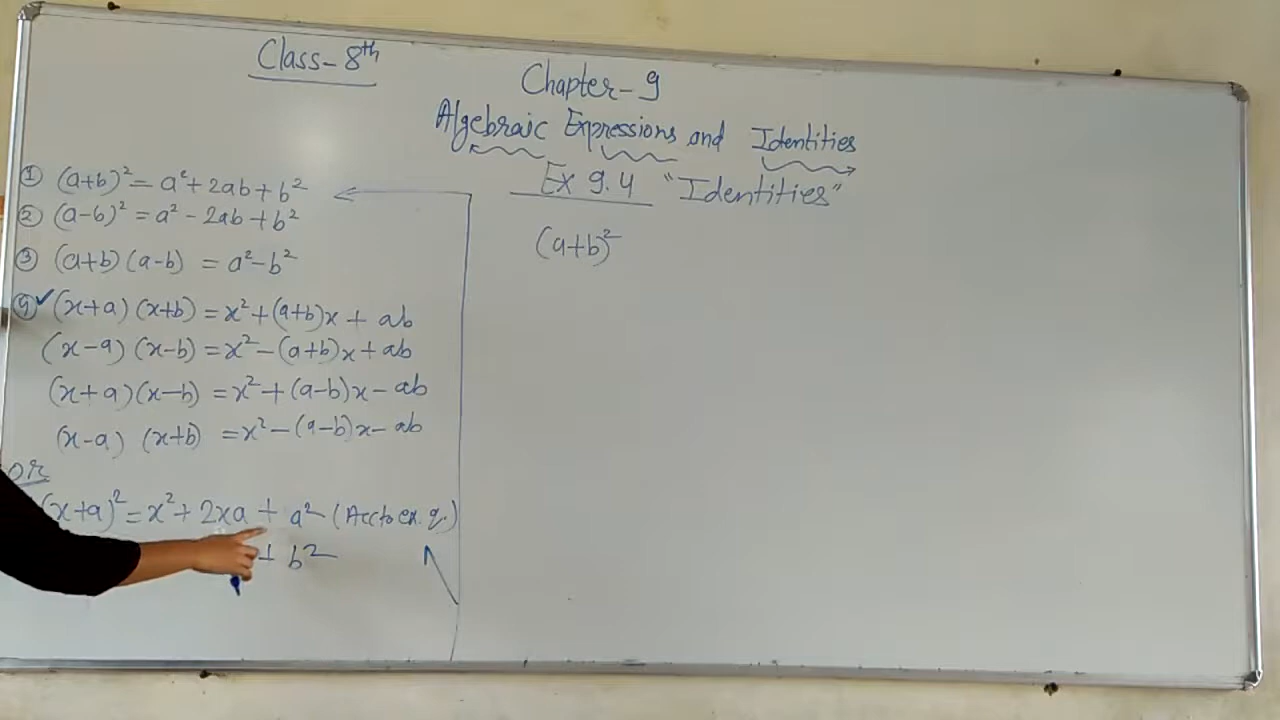 Class-8th
Chapter-9
Algebraic Expressions and Identities
Ex 9.4 "Identities"
(a+b)²
① (a+b)² = a² + 2ab + b²
② (a-b)² = a² - 2ab + b²
③ (a+b) (a-b) = a² - b²
④ ✓ (x+a) (x+b) = x² + (a+b)x + ab
(x-a) (x-b) = x² - (a+b)x + ab
(x+a) (x-b) = x² + (a-b)x - ab
(x-a) (x+b) = x² - (a-b)x - ab
OR
(x+a)² = x² + 2xa + a² (Acc to ex. 9.)
+ b²